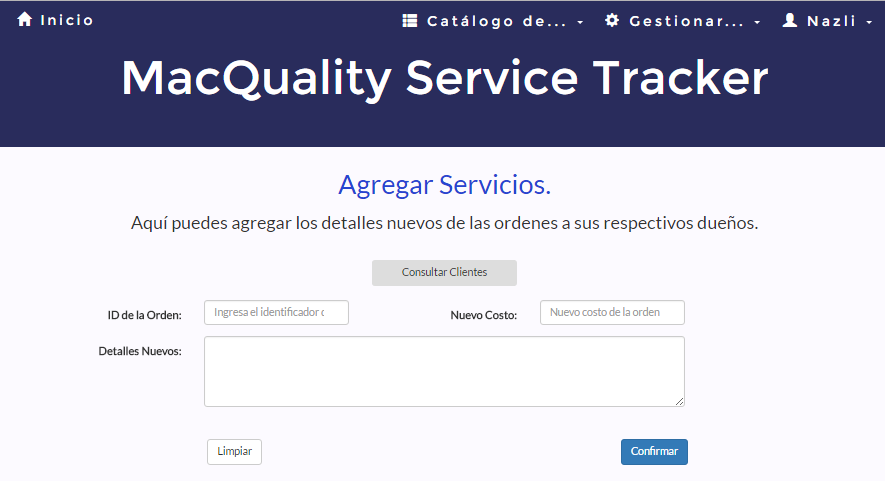 Inicio
Catálogo de...
Gestionar...
Nazli
MacQuality Service Tracker
Agregar Servicios.
Aquí puedes agregar los detalles nuevos de las ordenes a sus respectivos dueños.
Consultar Clientes
ID de la Orden:
Ingresa el identificador c
Nuevo Costo:
Nuevo costo de la orden
Detalles Nuevos:
Limpiar
Confirmar